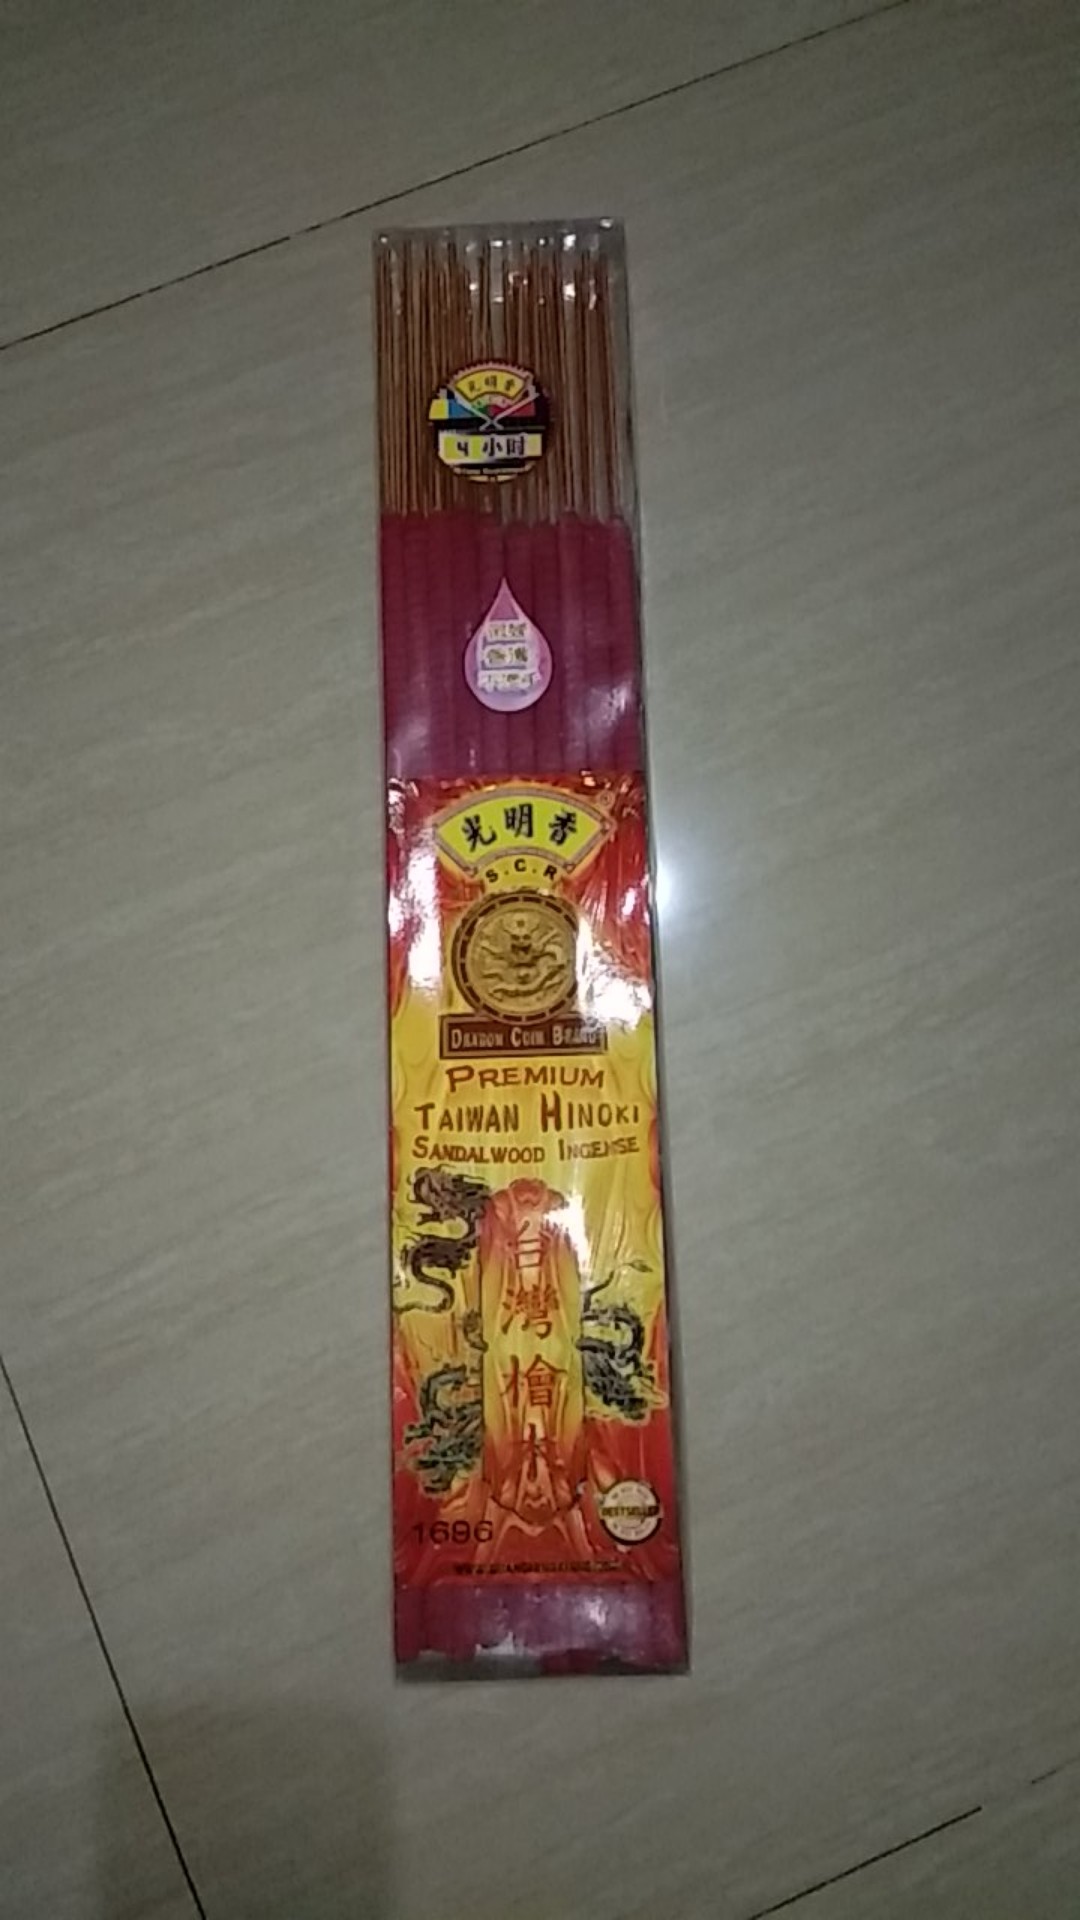 光明香
4 小时
光明香
S.C.R
DRAGON COIN BRAND
PREMIUM
TAIWAN HINOKI
SANDALWOOD INCENSE
台
灣
檜
木
BESTSELLER
1696